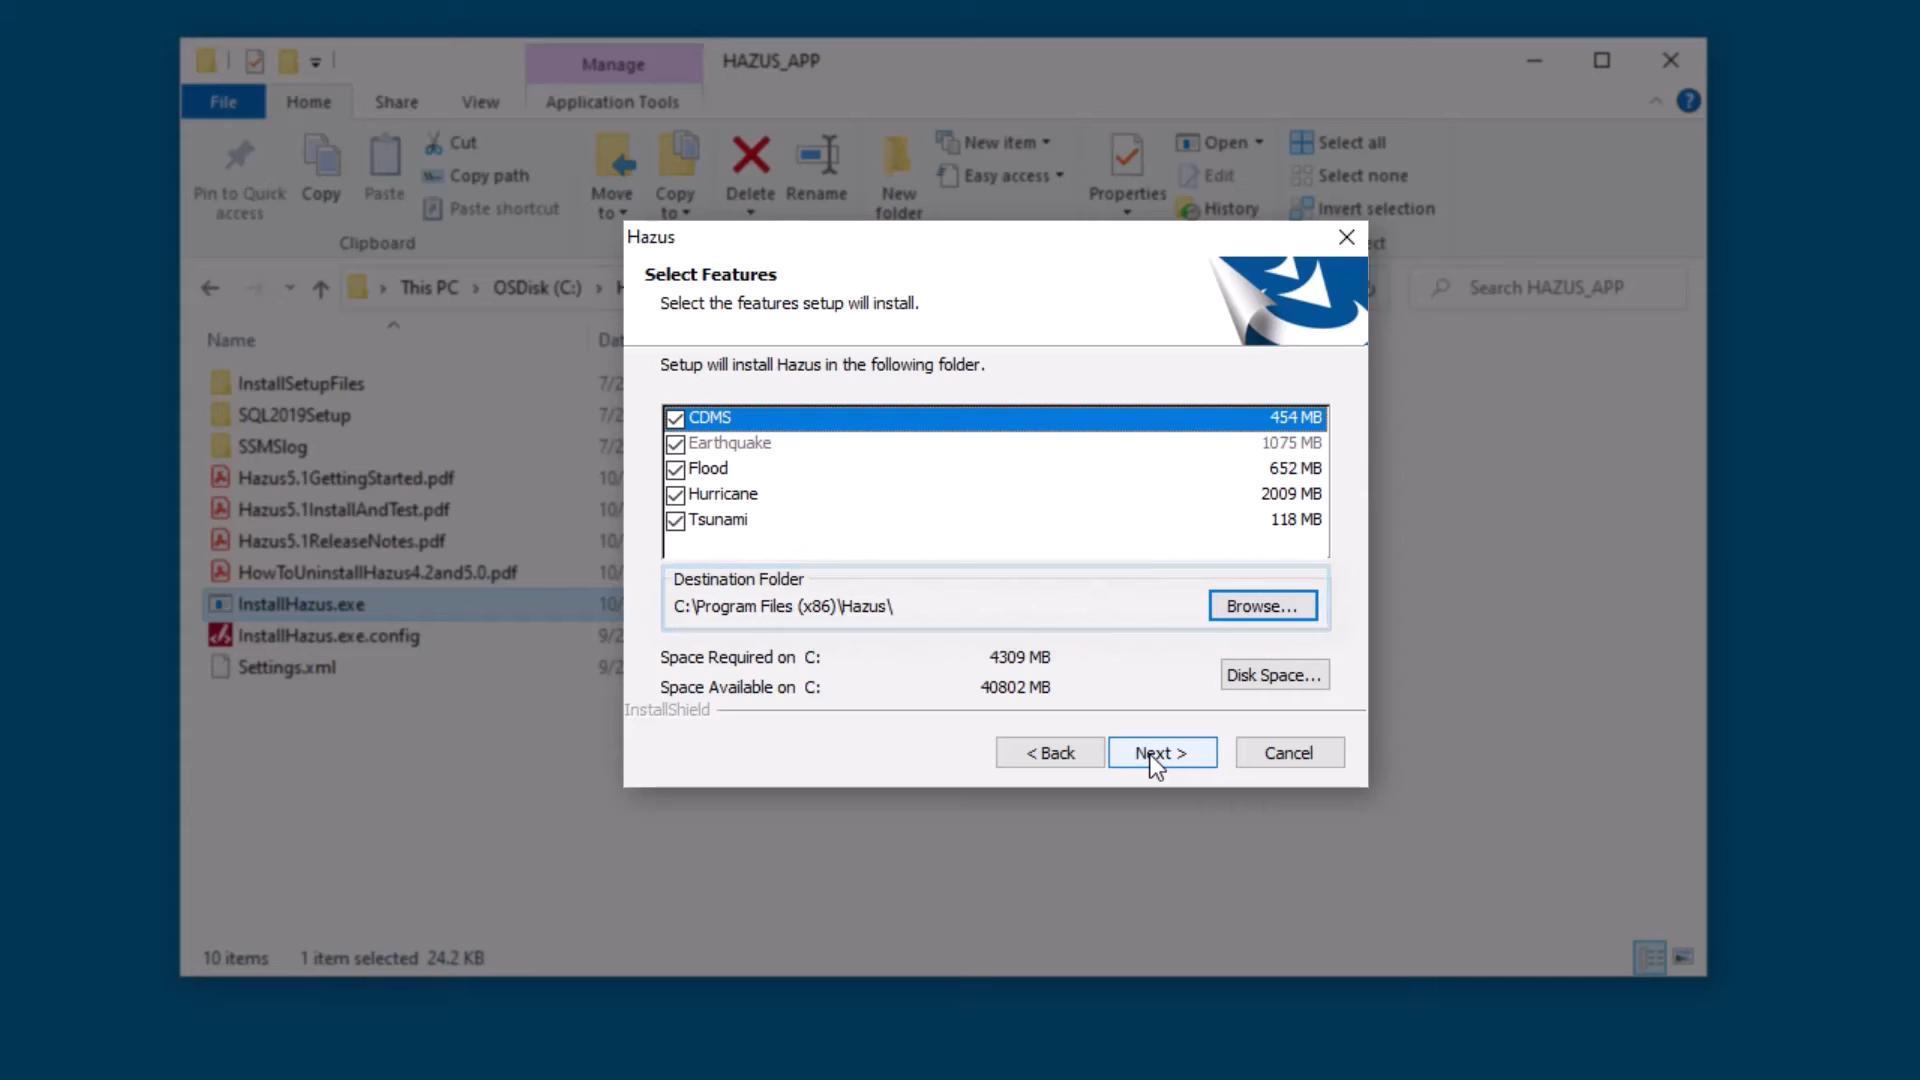 Manage
HAZUS_APP
File
Home
Share
View
Application Tools
Pin to Quick access
Copy
Paste
Cut
Copy path
Paste shortcut
Clipboard
Move to
Copy to
Delete
Rename
New folder
New item
Easy access
Properties
Open
Edit
History
Select all
Select none
Invert selection
This PC > OSDisk (C:) >
Search HAZUS_APP
Name
InstallSetupFiles
SQL2019Setup
SSMSlog
Hazus5.1GettingStarted.pdf
Hazus5.1InstallAndTest.pdf
Hazus5.1ReleaseNotes.pdf
HowToUninstallHazus4.2and5.0.pdf
InstallHazus.exe
InstallHazus.exe.config
Settings.xml
10 items 1 item selected 24.2 KB
Hazus
Select Features
Select the features setup will install.
Setup will install Hazus in the following folder.
CDMS 454 MB
Earthquake 1075 MB
Flood 652 MB
Hurricane 2009 MB
Tsunami 118 MB
Destination Folder
C:\Program Files (x86)\Hazus\
Browse...
Space Required on C: 4309 MB
Space Available on C: 40802 MB
Disk Space...
InstallShield
< Back
Next >
Cancel